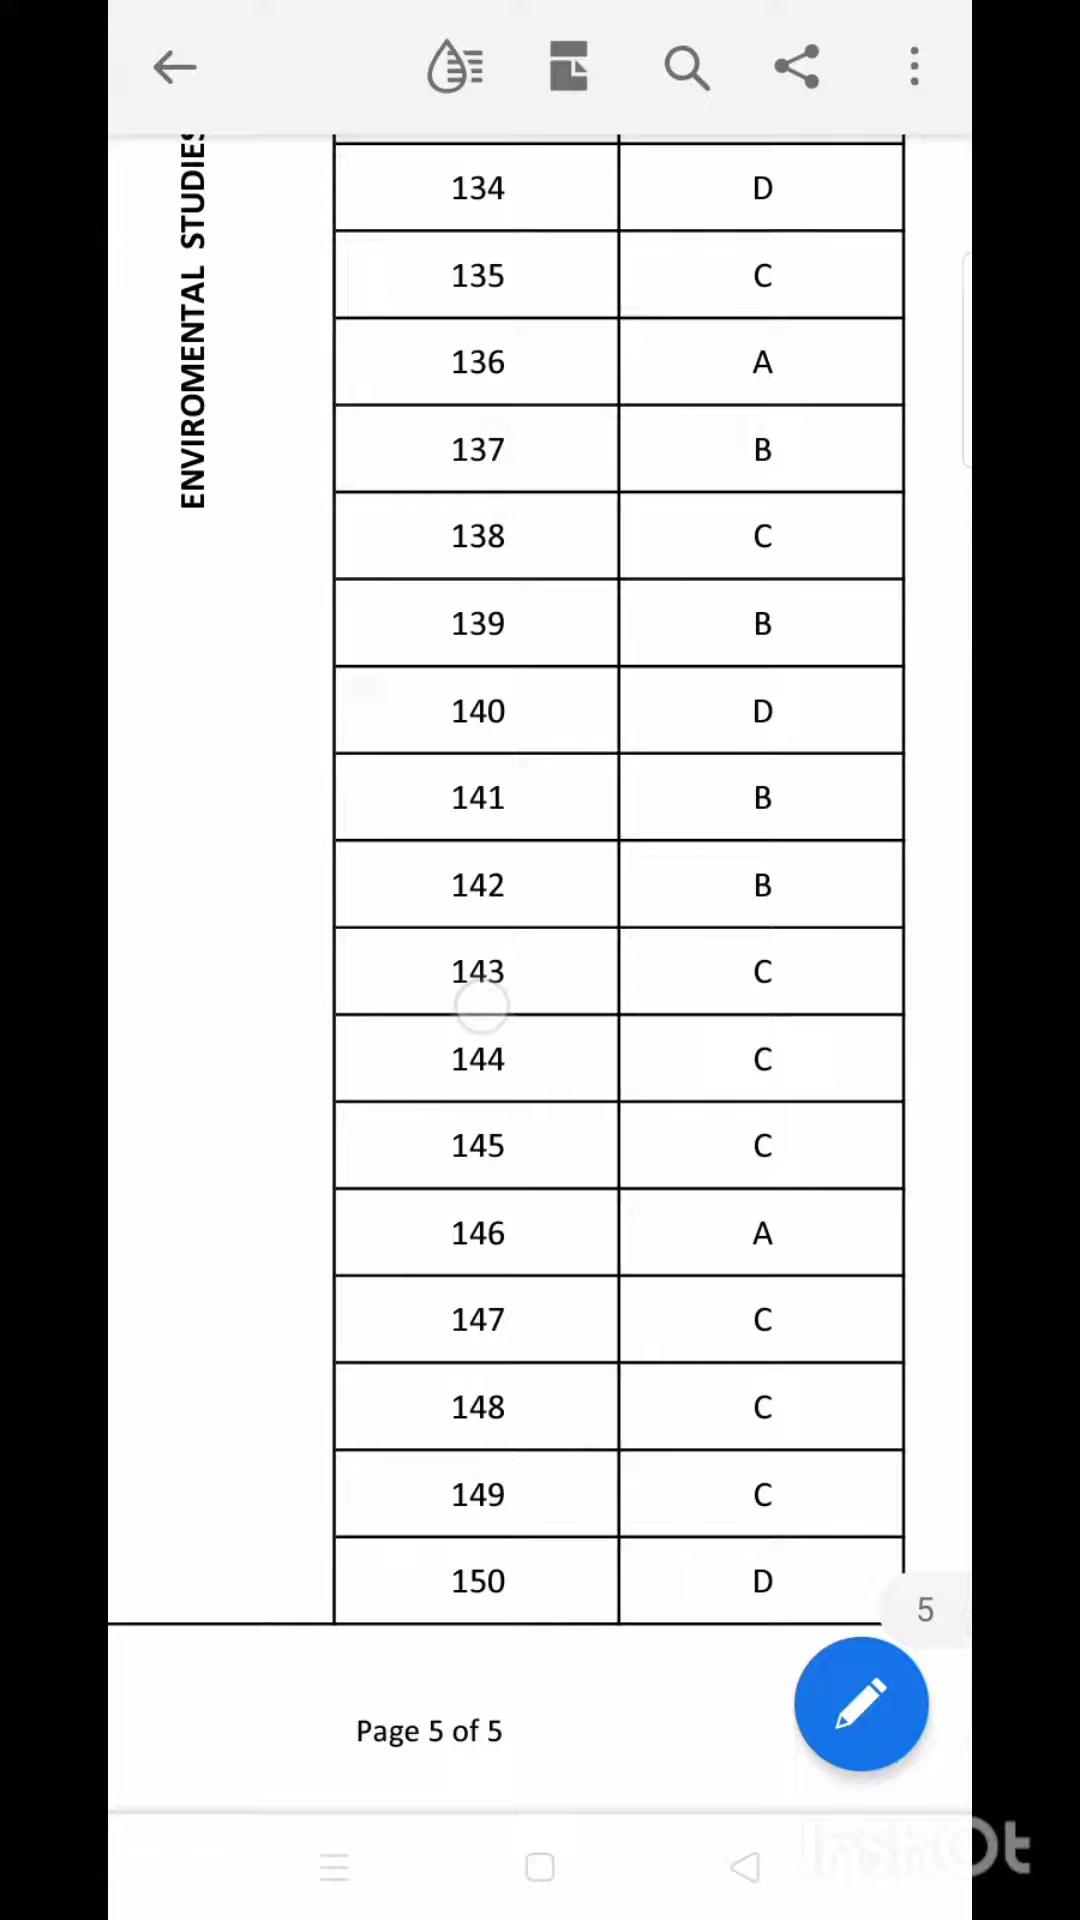 ENVIROMENTAL STUDIES
134 D
135 C
136 A
137 B
138 C
139 B
140 D
141 B
142 B
143 C
144 C
145 C
146 A
147 C
148 C
149 C
150 D
5
Page 5 of 5
InShOt